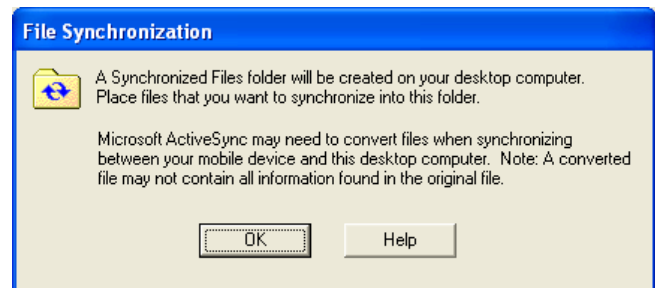 File Synchronization
A Synchronized Files folder will be created on your desktop computer.
Place files that you want to synchronize into this folder.
Microsoft ActiveSync may need to convert files when synchronizing
between your mobile device and this desktop computer.  Note: A converted
file may not contain all information found in the original file.
OK
Help